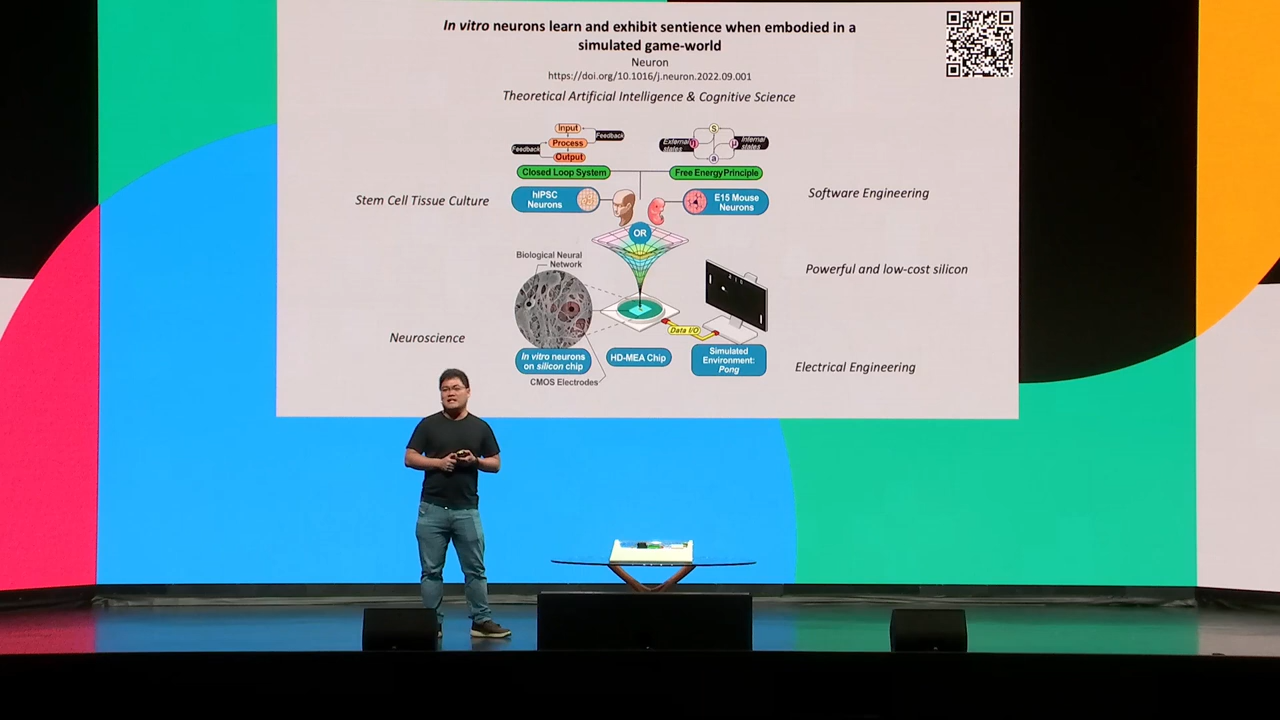 In vitro neurons learn and exhibit sentience when embodied in a
simulated game-world
Neuron
https://doi.org/10.1016/j.neuron.2022.09.001
Theoretical Artificial Intelligence & Cognitive Science
Input
Feedback
Process
Feedback
Output
S
External
states
η
μ
Internal
states
a
Closed Loop System
Free Energy Principle
Stem Cell Tissue Culture
hIPSC
Neurons
E15 Mouse
Neurons
Software Engineering
OR
Biological Neural
Network
Powerful and low-cost silicon
Data I/O
Neuroscience
In vitro neurons
on silicon chip
HD-MEA Chip
Simulated
Environment:
Pong
CMOS Electrodes
Electrical Engineering